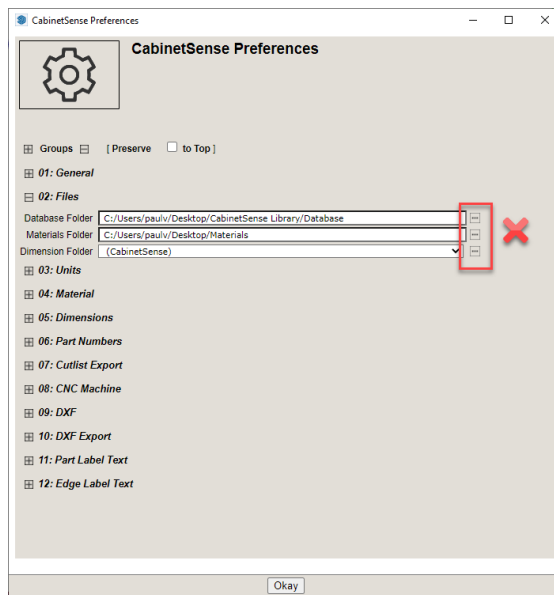 CabinetSense Preferences
CabinetSense Preferences
Groups [ Preserve to Top ]
01: General
02: Files
Database Folder C:/Users/paulv/Desktop/CabinetSense Library/Database
Materials Folder C:/Users/paulv/Desktop/Materials
Dimension Folder (CabinetSense)
03: Units
04: Material
05: Dimensions
06: Part Numbers
07: Cutlist Export
08: CNC Machine
09: DXF
10: DXF Export
11: Part Label Text
12: Edge Label Text
Okay